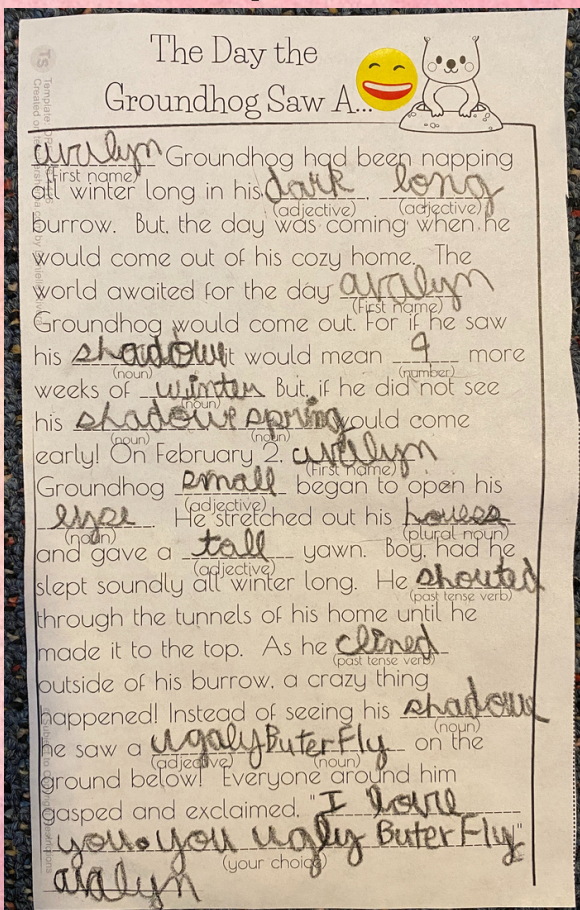 The Day the
Groundhog Saw A...
avalyn Groundhog had been napping
(First name)
all winter long in his dark, long
(adjective) (adjective)
burrow. But, the day was coming when he
would come out of his cozy home. The
world awaited for the day avalyn
(First name)
Groundhog would come out. For if he saw
his shadowe it would mean 9 more
(noun) (number)
weeks of winter But, if he did not see
(noun)
his shadowe spring would come
(noun) (noun)
early! On February 2, avalyn
(First name)
Groundhog small began to open his
(adjective)
eyse. He stretched out his houses
(noun) (plural noun)
and gave a tall yawn. Boy, had he
(adjective)
slept soundly all winter long. He shouted
(past tense verb)
through the tunnels of his home until he
made it to the top. As he clined
(past tense verb)
outside of his burrow, a crazy thing
happened! Instead of seeing his shadowe
(noun)
he saw a ugaly ButerFly on the
(adjective) (noun)
ground below! Everyone around him
gasped and exclaimed, "I love
you. you ugly ButerFly"
(your choice)
avalyn